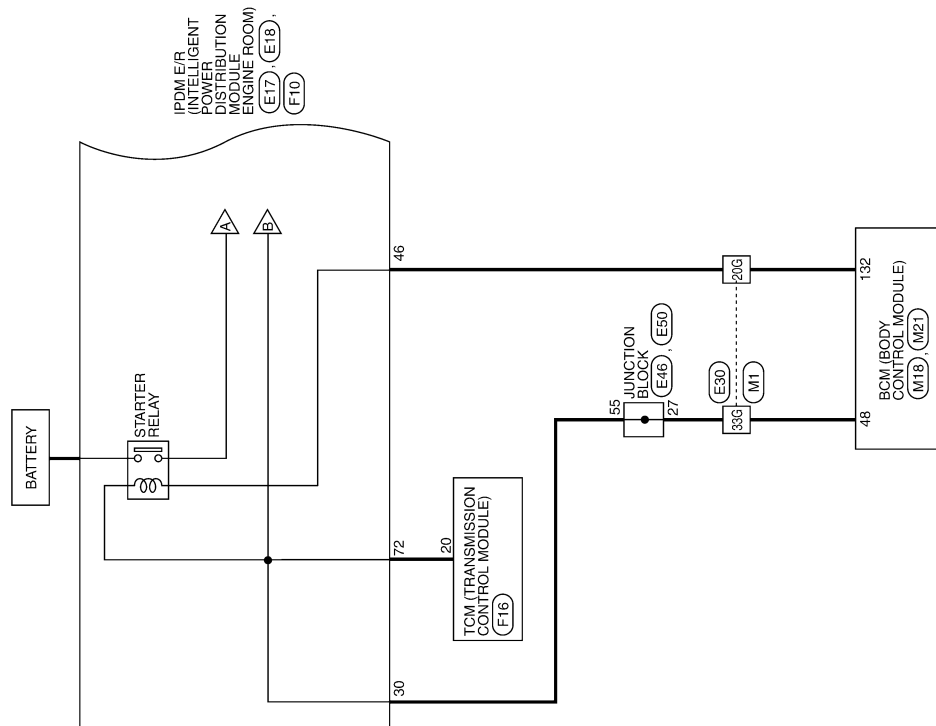 BATTERY
IPDM E/R
(INTELLIGENT
POWER
DISTRIBUTION
MODULE
ENGINE ROOM)
E17 , E18 ,
F10
STARTER
RELAY
A
B
72
46
30
20
TCM (TRANSMISSION
CONTROL MODULE)
F16
55
JUNCTION
BLOCK
E46 , E50
27
33G
E30
M1
20G
48
132
BCM (BODY
CONTROL MODULE)
M18 , M21